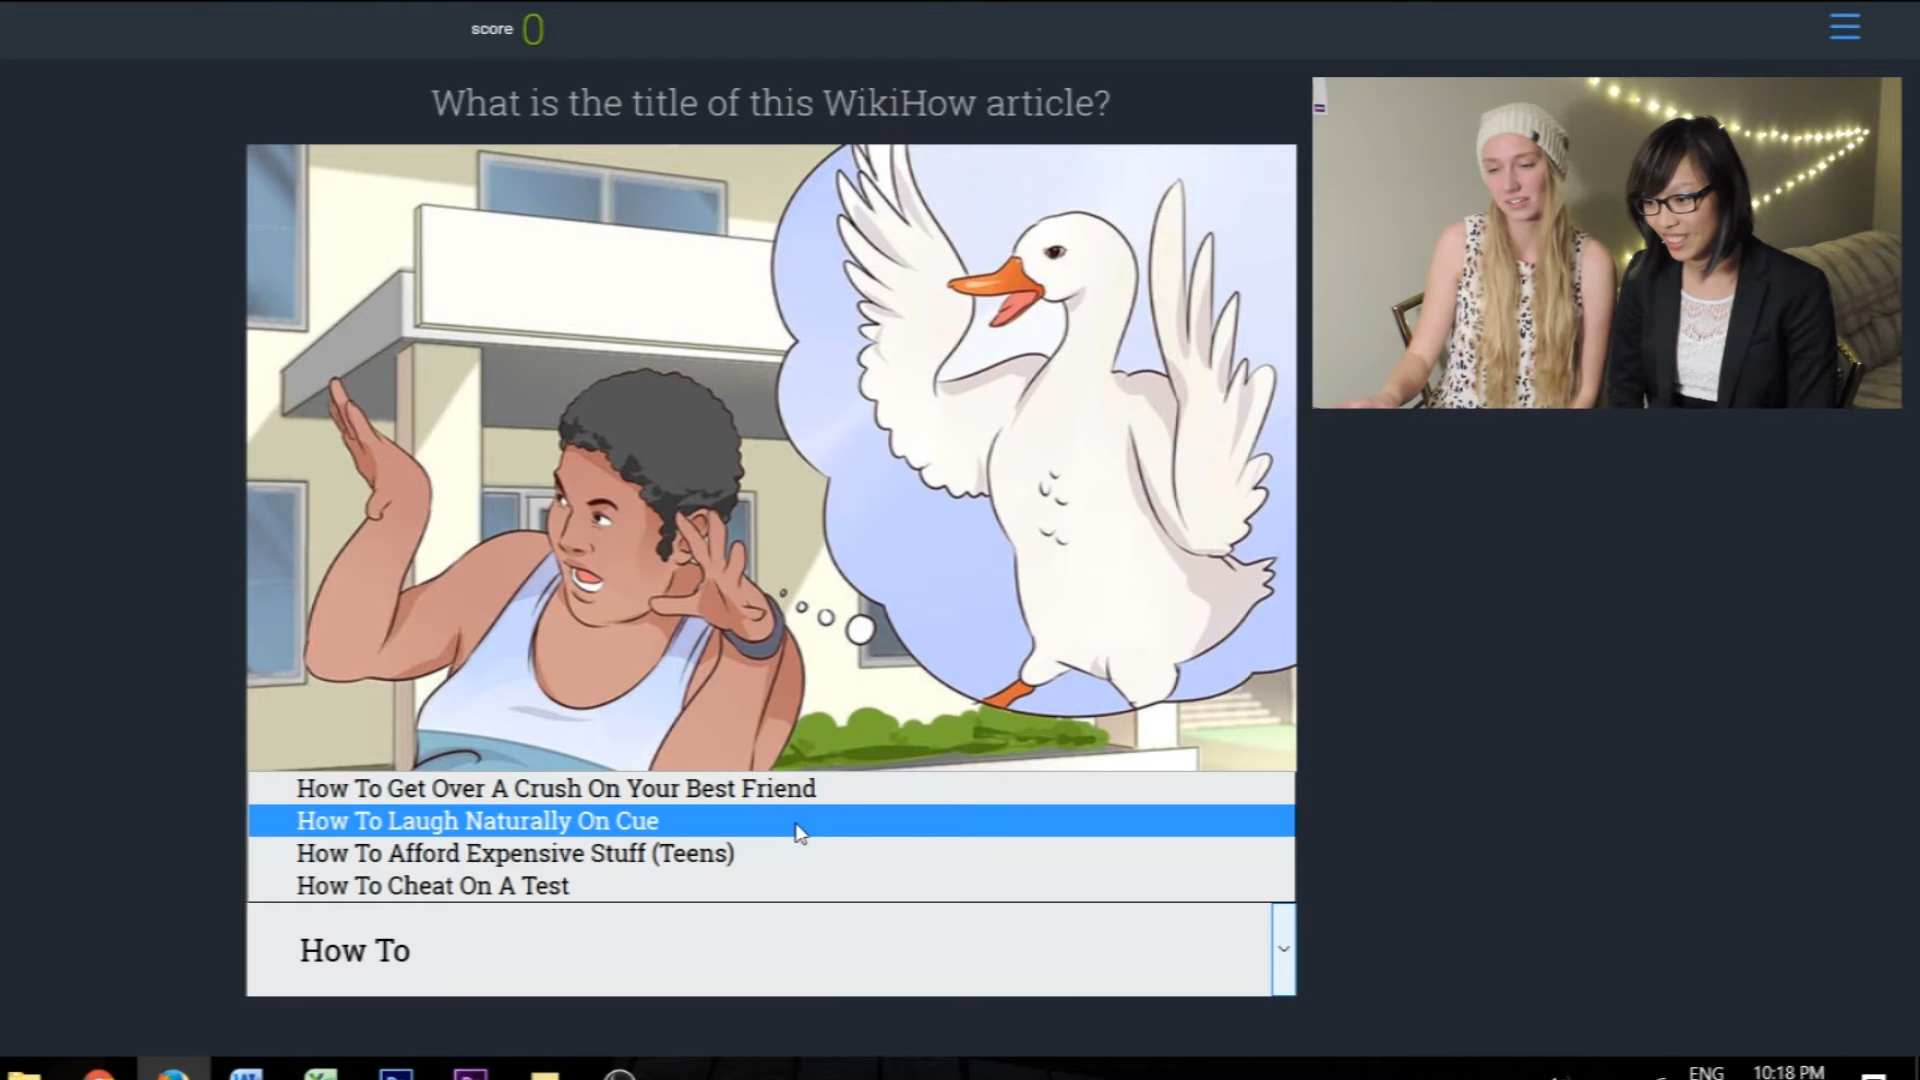 score 0
What is the title of this WikiHow article?
How To Get Over A Crush On Your Best Friend
How To Laugh Naturally On Cue
How To Afford Expensive Stuff (Teens)
How To Cheat On A Test
How To
ENG
10:18 PM